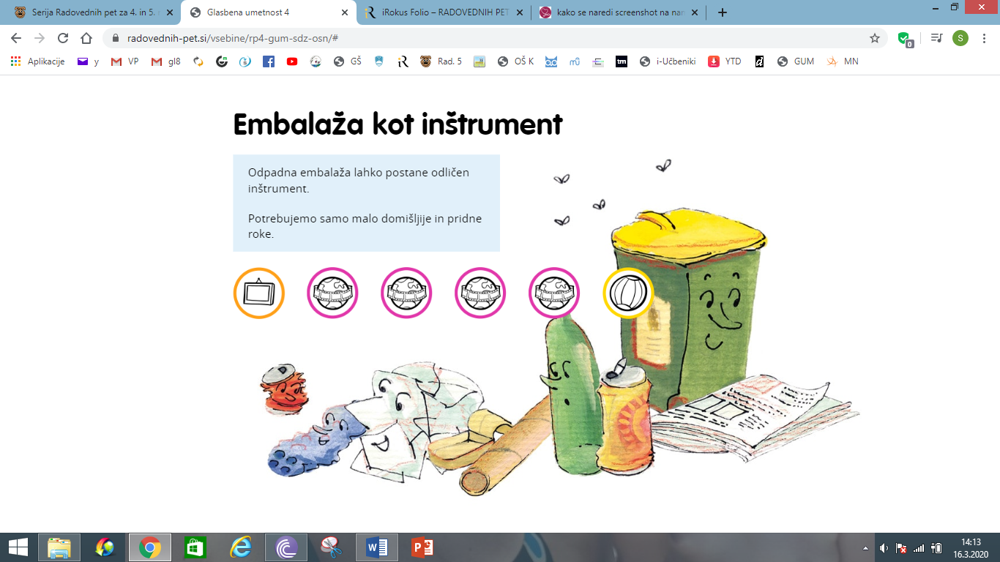 Serija Radovednih pet za 4. in 5. r
Glasbena umetnost 4
iRokus Folio – RADOVEDNIH PET
kako se naredi screenshot na nar
radovednih-pet.si/vsebine/rp4-gum-sdz-osn/#
S
0
Aplikacije
y
VP
gl8
GŠ
Rad. 5
OŠ K
i-Učbeniki
YTD
GUM
MN
Embalaža kot inštrument
Odpadna embalaža lahko postane odličen
inštrument.
Potrebujemo samo malo domišljije in pridne
roke.
14:13
16.3.2020